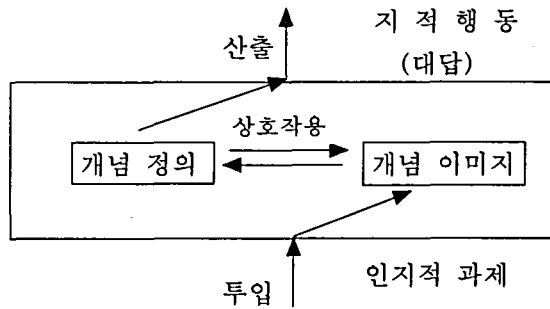 지 적 행 동
산출
(대답)
상호작용
개념 정의
개념 이미지
인지적 과제
투입